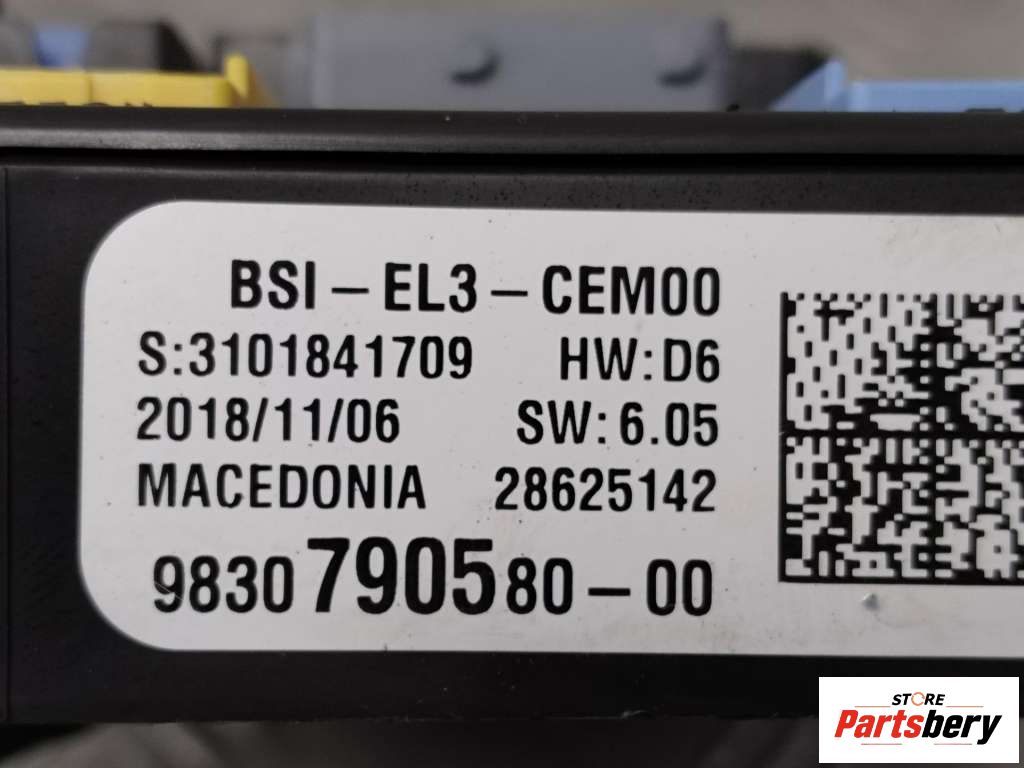 BSI-EL3-CEM00
S:3101841709 HW:D6
2018/11/06 SW:6.05
MACEDONIA 28625142
9830790580-00
STORE
Partsbery